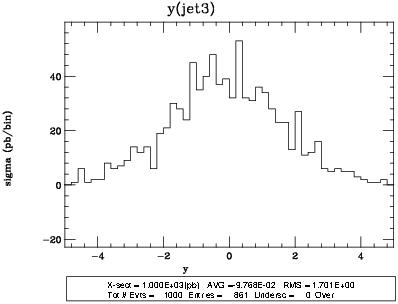 y(jet3)
40
20
0
-20
sigma (pb/bin)
-4 -2 0 2 4
y
X-sect = 1.000E+03(pb) AVG =-9.768E-02 RMS = 1.701E+00
Tot # Evts = 1000 Entries = 861 Undersc = 0 Over